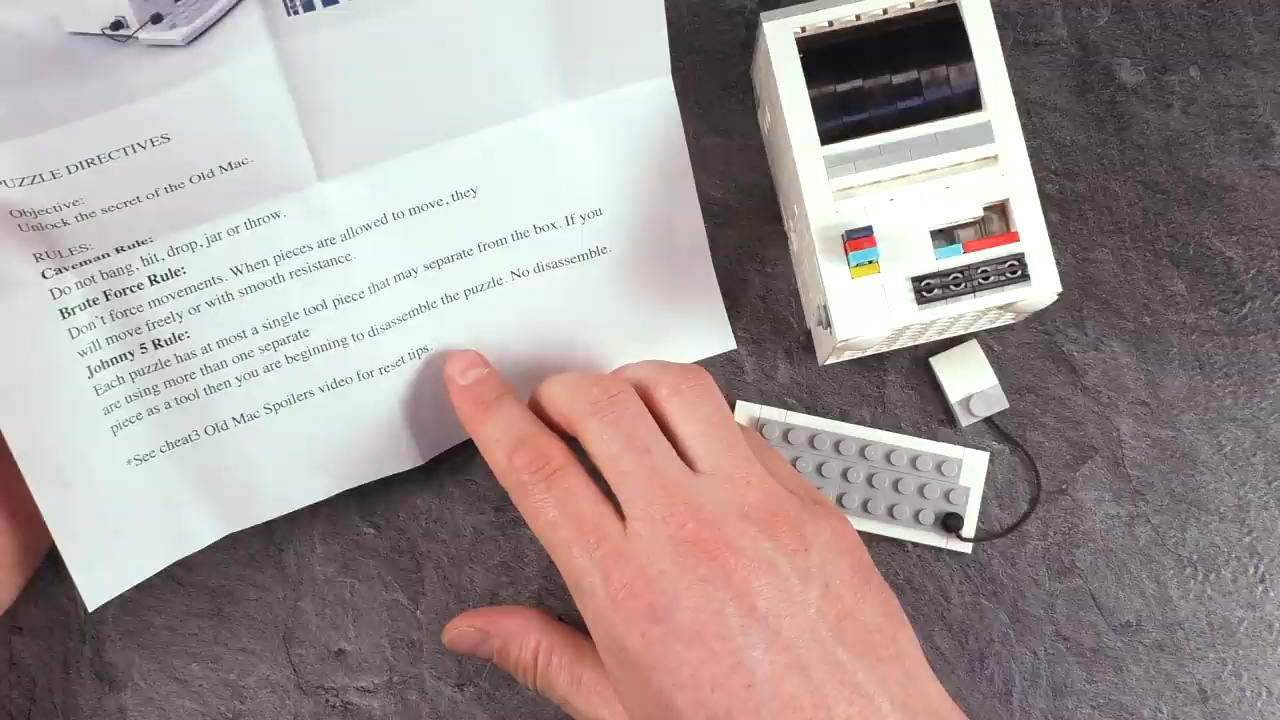 PUZZLE DIRECTIVES
Objective:
Unlock the secret of the Old Mac.
RULES:
Caveman Rule:
Do not bang, hit, drop, jar or throw.
Brute Force Rule:
Don't force movements. When pieces are allowed to move, they
will move freely or with smooth resistance.
Johnny 5 Rule:
Each puzzle has at most a single tool piece that may separate from the box. If you
are using more than one separate
piece as a tool then you are beginning to disassemble the puzzle. No disassemble.
*See cheat3 Old Mac Spoilers video for reset tips.